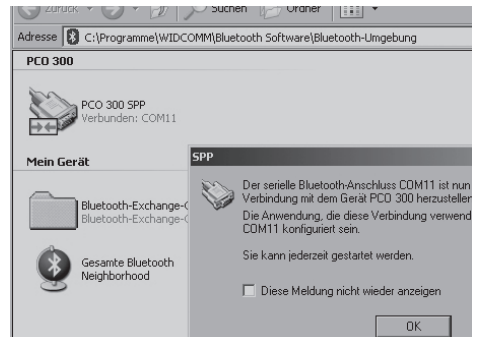 Zurück Suchen Ordner
Adresse C:\Programme\WIDCOMM\Bluetooth Software\Bluetooth-Umgebung
PCO 300
PCO 300 SPP
Verbunden: COM11
Mein Gerät
Bluetooth-Exchange-
Bluetooth-Exchange-
Gesamte Bluetooth
Neighborhood
SPP
Der serielle Bluetooth-Anschluss COM11 ist nun
Verbindung mit dem Gerät PCO 300 herzustellen
Die Anwendung, die diese Verbindung verwend
COM11 konfiguriert sein.
Sie kann jederzeit gestartet werden.
Diese Meldung nicht wieder anzeigen
OK